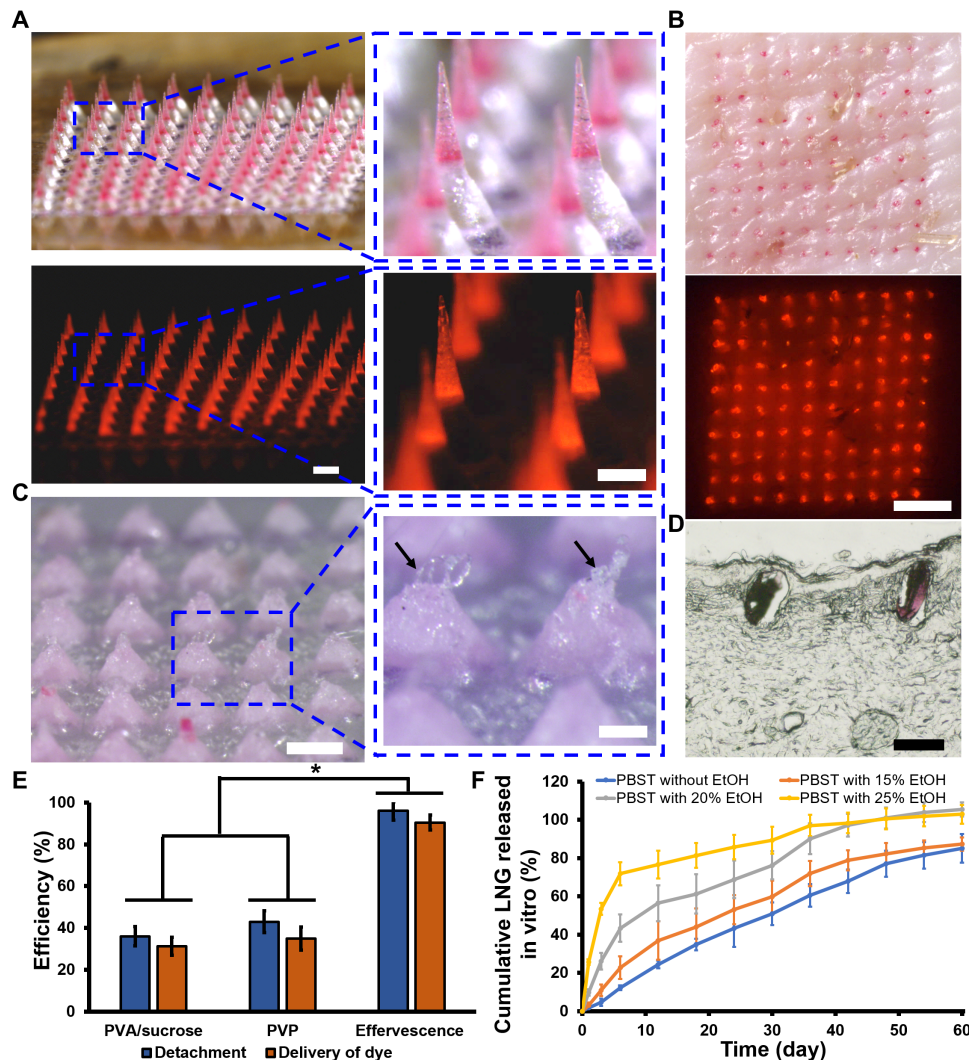 A
B
C
D
E
*
Efficiency (%)
100
80
60
40
20
0
PVA/sucrose PVP Effervescence
Detachment Delivery of dye
F
PBST without EtOH PBST with 15% EtOH
PBST with 20% EtOH PBST with 25% EtOH
Cumulative LNG released
in vitro (%)
120
100
80
60
40
20
0
0 10 20 30 40 50 60
Time (day)